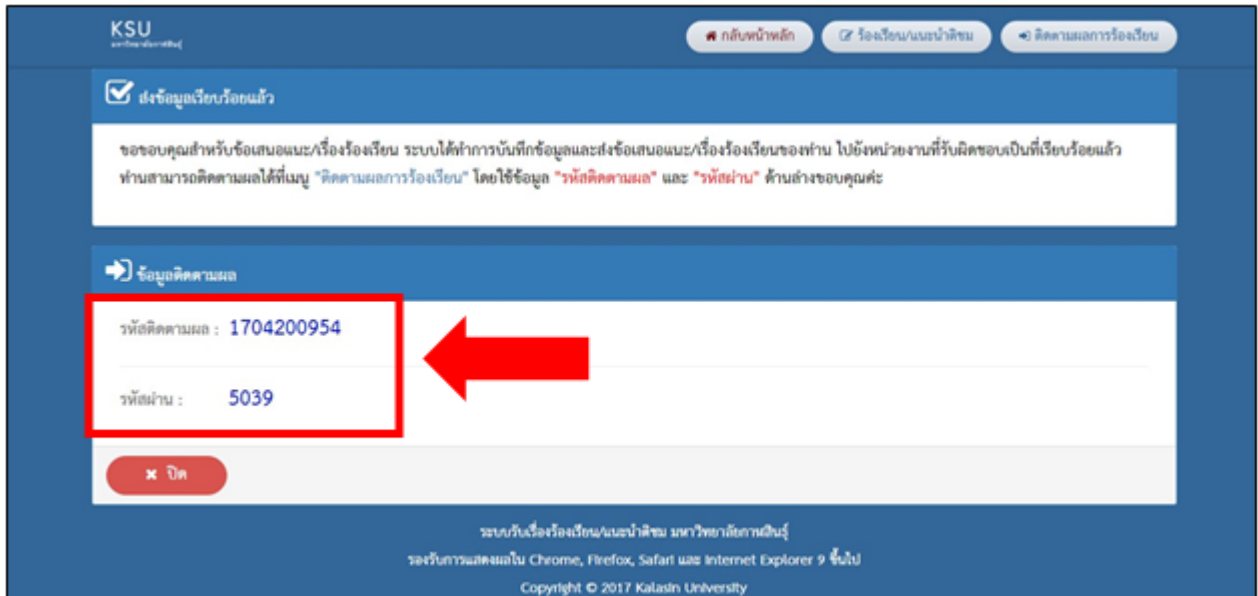 KSU
มหาวิทยาลัยกาฬสินธุ์
กลับหน้าหลัก
ร้องเรียน/แนะนำติชม
ติดตามผลการร้องเรียน
ส่งข้อมูลเรียบร้อยแล้ว
ขอขอบคุณสำหรับข้อเสนอแนะ/เรื่องร้องเรียน ระบบได้ทำการบันทึกข้อมูลและส่งข้อเสนอแนะ/เรื่องร้องเรียนของท่าน ไปยังหน่วยงานที่รับผิดชอบเป็นที่เรียบร้อยแล้ว
ท่านสามารถติดตามผลได้ที่เมนู "ติดตามผลการร้องเรียน" โดยใช้ข้อมูล "รหัสติดตามผล" และ "รหัสผ่าน" ด้านล่างขอบคุณค่ะ
ข้อมูลติดตามผล
รหัสติดตามผล : 1704200954
รหัสผ่าน : 5039
ปิด
ระบบรับเรื่องร้องเรียน/แนะนำติชม มหาวิทยาลัยกาฬสินธุ์
รองรับการแสดงผลใน Chrome, Firefox, Safari และ Internet Explorer 9 ขึ้นไป
Copyright © 2017 Kalasin University